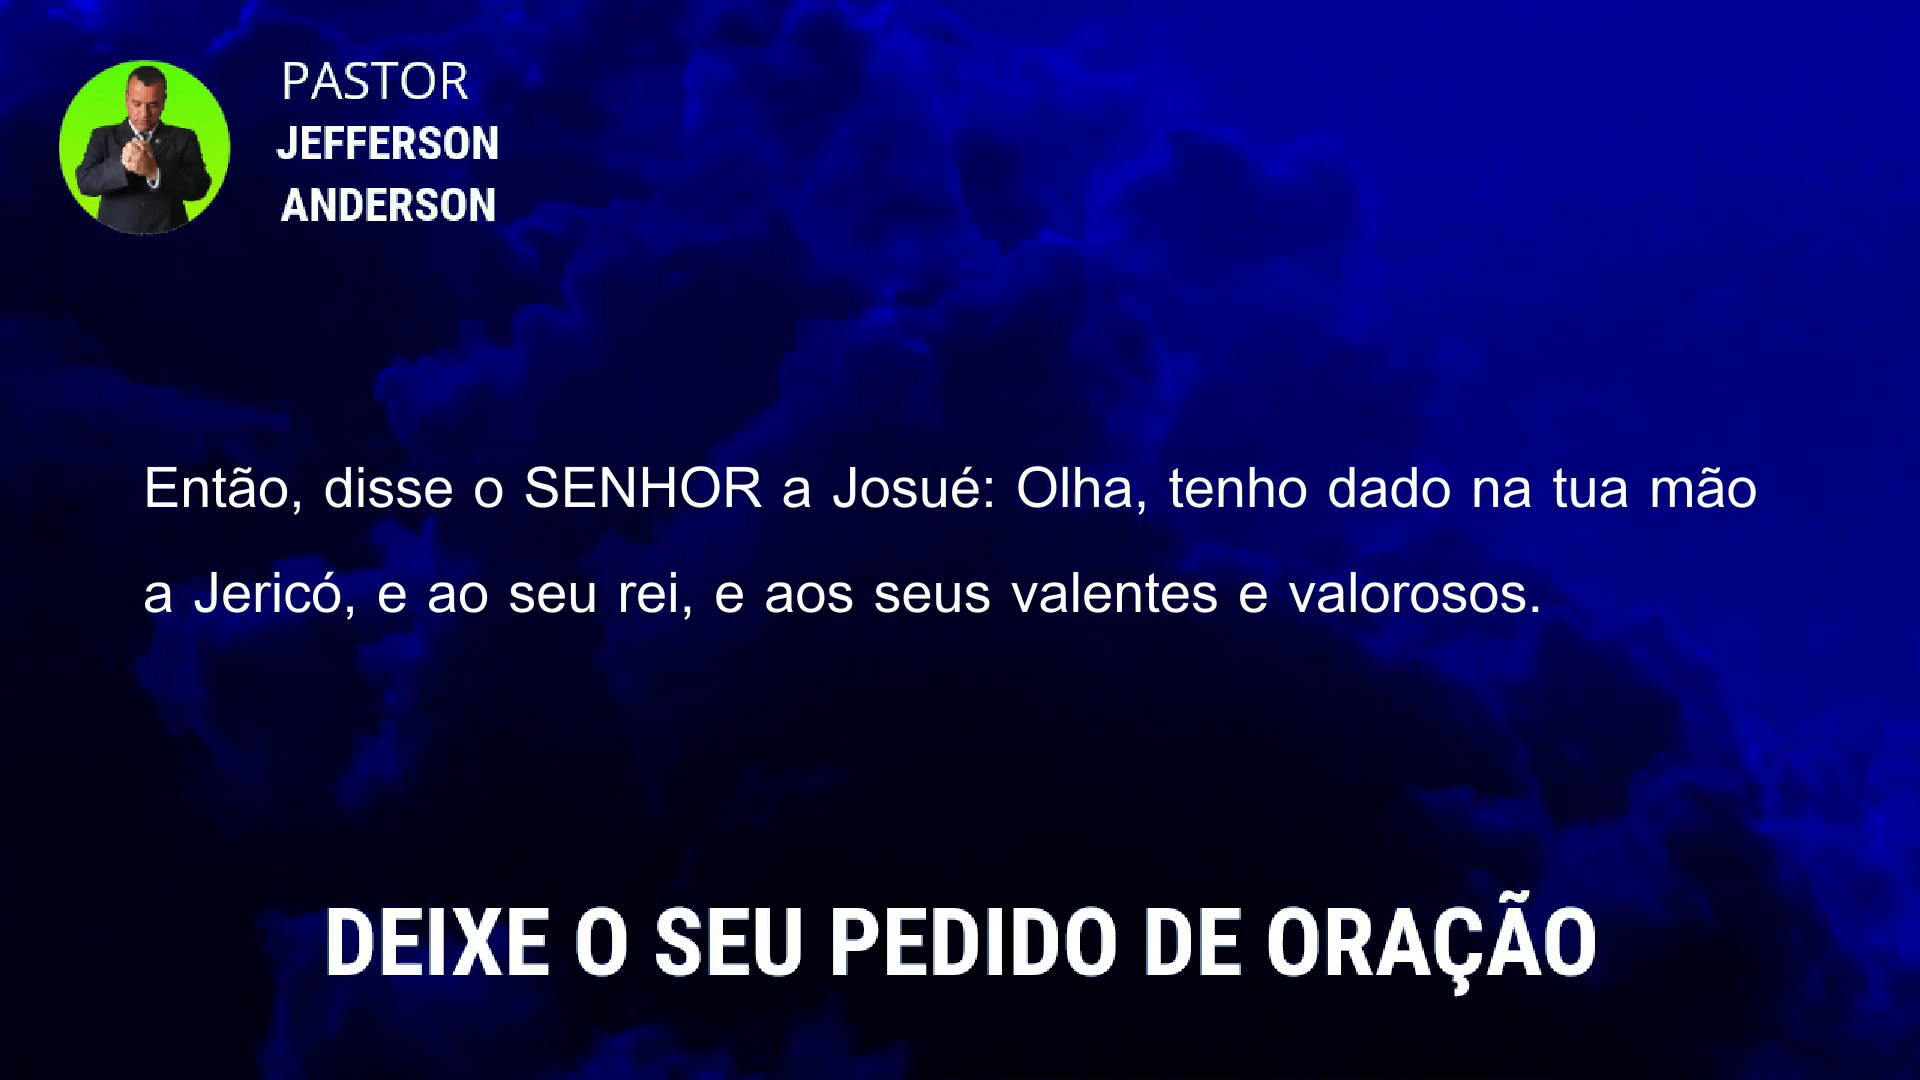 PASTOR
JEFFERSON
ANDERSON
Então, disse o SENHOR a Josué: Olha, tenho dado na tua mão
a Jericó, e ao seu rei, e aos seus valentes e valorosos.
DEIXE O SEU PEDIDO DE ORAÇÃO